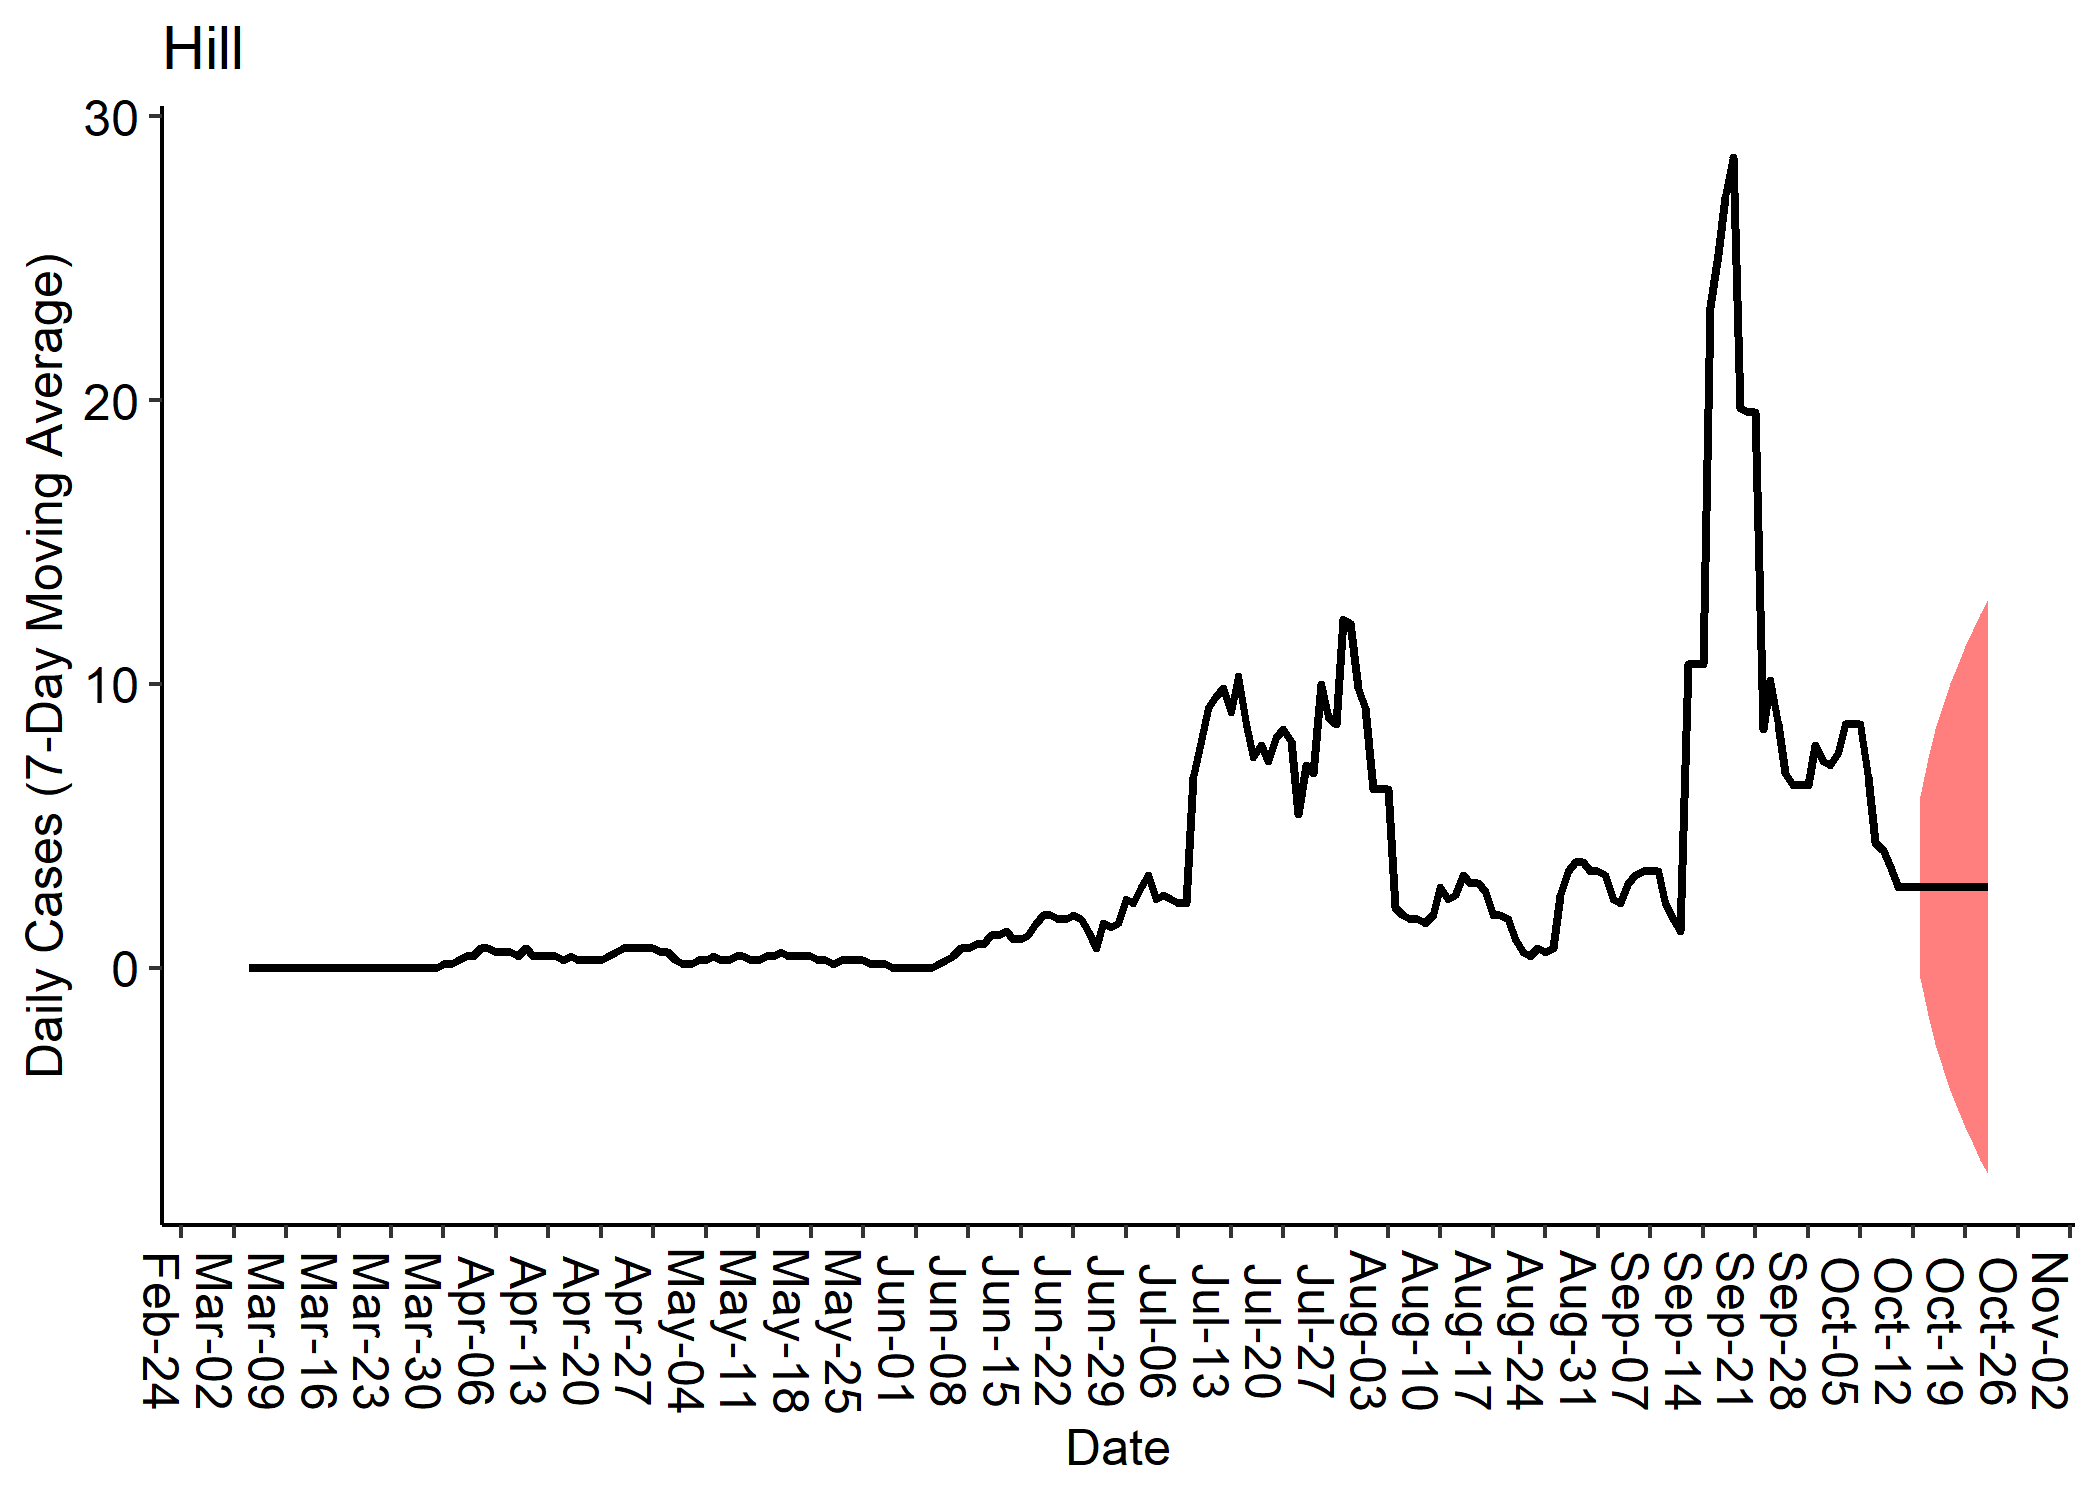 Hill
Daily Cases (7-Day Moving Average)
30
20
10
0
Feb-24
Mar-02
Mar-09
Mar-16
Mar-23
Mar-30
Apr-06
Apr-13
Apr-20
Apr-27
May-04
May-11
May-18
May-25
Jun-01
Jun-08
Jun-15
Jun-22
Jun-29
Jul-06
Jul-13
Jul-20
Jul-27
Aug-03
Aug-10
Aug-17
Aug-24
Aug-31
Sep-07
Sep-14
Sep-21
Sep-28
Oct-05
Oct-12
Oct-19
Oct-26
Nov-02
Date